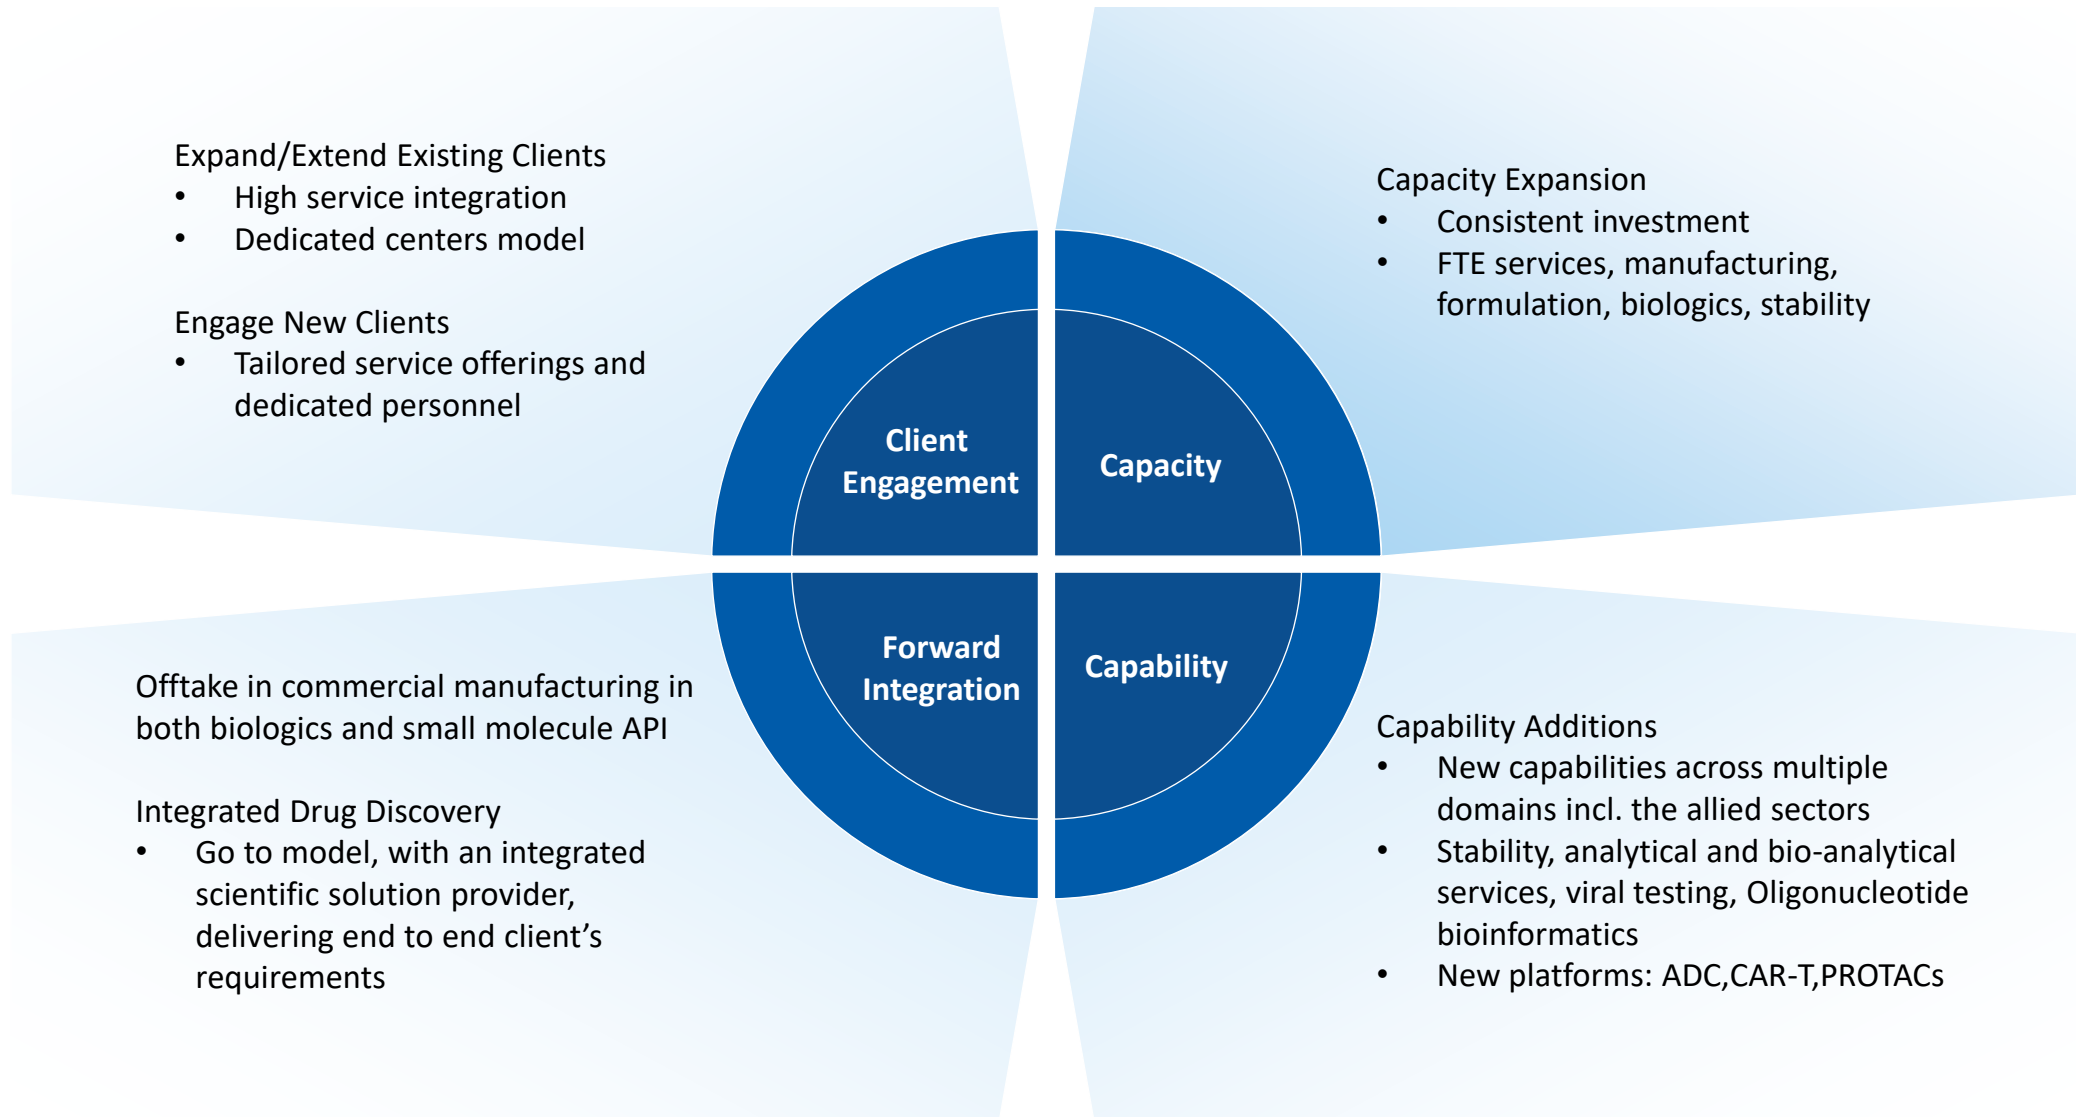 Expand/Extend Existing Clients
• High service integration
• Dedicated centers model
Engage New Clients
• Tailored service offerings and
dedicated personnel
Client
Engagement
Capacity
Capacity Expansion
• Consistent investment
• FTE services, manufacturing,
formulation, biologics, stability
Offtake in commercial manufacturing in
both biologics and small molecule API
Integrated Drug Discovery
• Go to model, with an integrated
scientific solution provider,
delivering end to end client’s
requirements
Forward
Integration
Capability
Capability Additions
• New capabilities across multiple
domains incl. the allied sectors
• Stability, analytical and bio-analytical
services, viral testing, Oligonucleotide
bioinformatics
• New platforms: ADC,CAR-T,PROTACs